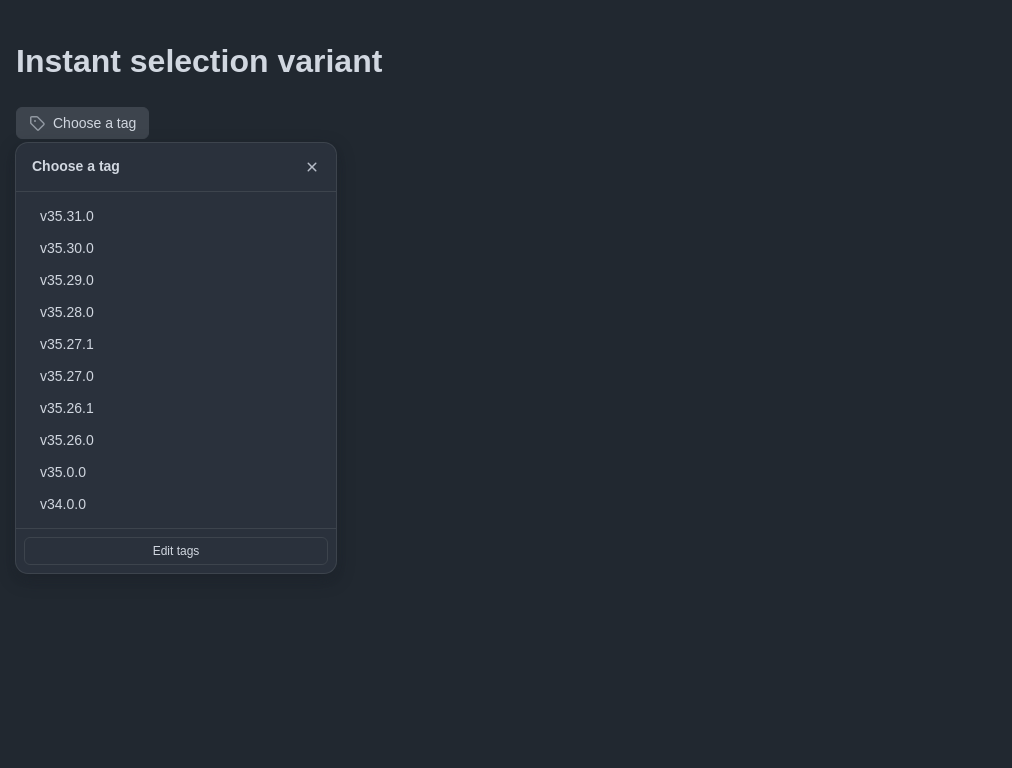 Instant selection variant
Choose a tag
Choose a tag
v35.31.0
v35.30.0
v35.29.0
v35.28.0
v35.27.1
v35.27.0
v35.26.1
v35.26.0
v35.0.0
v34.0.0
Edit tags